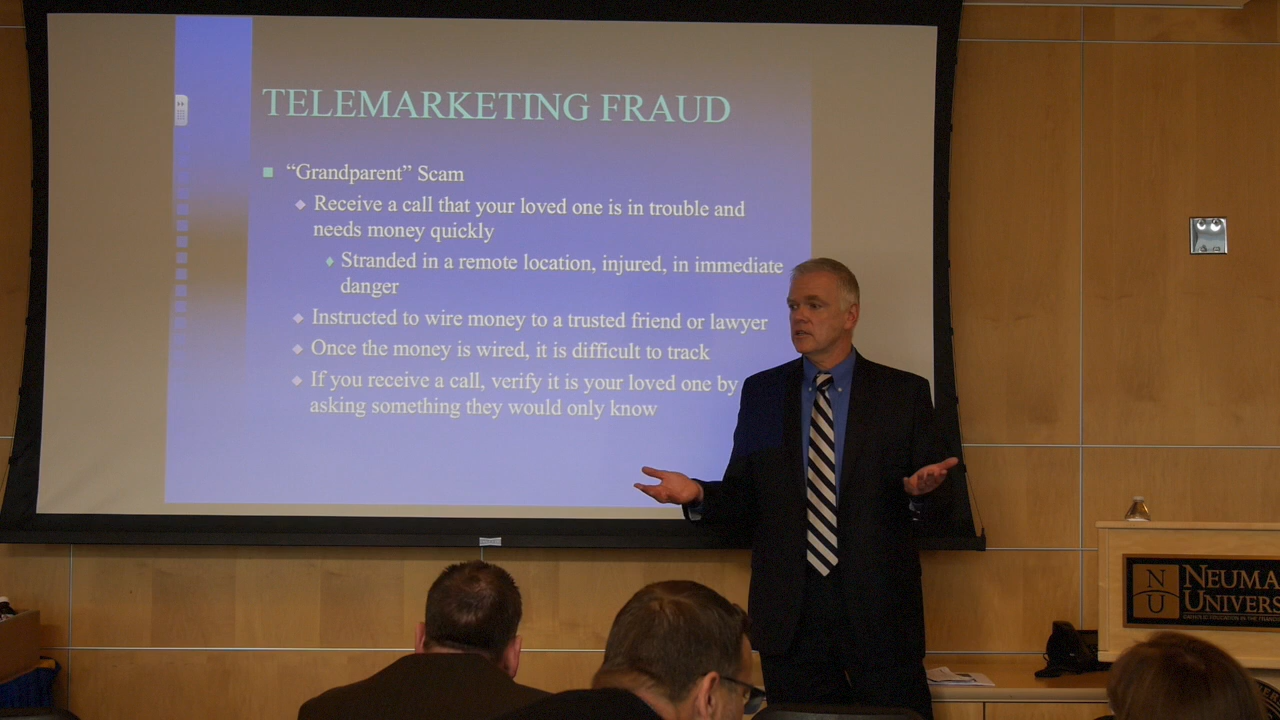 TELEMARKETING FRAUD
“Grandparent” Scam
Receive a call that your loved one is in trouble and
needs money quickly
Stranded in a remote location, injured, in immediate
danger
Instructed to wire money to a trusted friend or lawyer
Once the money is wired, it is difficult to track
If you receive a call, verify it is your loved one by
asking something they would only know
N
U
NEUMA
UNIVERS